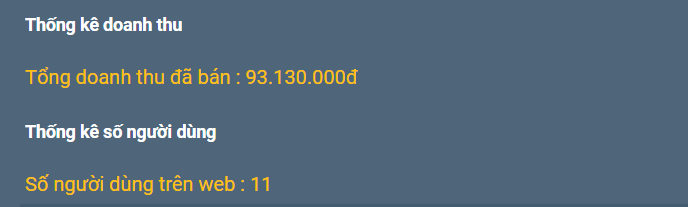 Thống kê doanh thu
Tổng doanh thu đã bán : 93.130.000đ
Thống kê số người dùng
Số người dùng trên web : 11